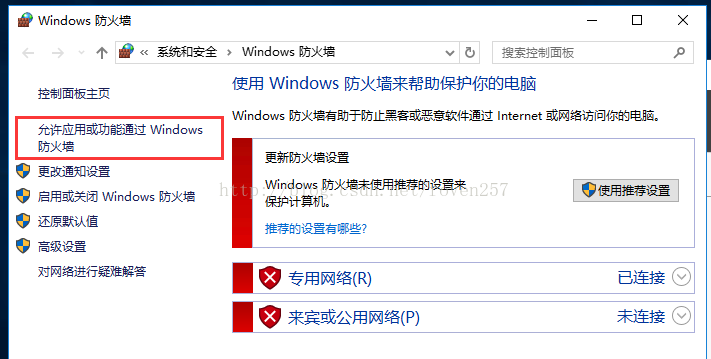 Windows 防火墙
« 系统和安全 › Windows 防火墙
搜索控制面板
控制面板主页
允许应用或功能通过 Windows
防火墙
更改通知设置
启用或关闭 Windows 防火墙
还原默认值
高级设置
对网络进行疑难解答
使用 Windows 防火墙来帮助保护你的电脑
Windows 防火墙有助于防止黑客或恶意软件通过 Internet 或网络访问你的电脑。
更新防火墙设置
Windows 防火墙未使用推荐的设置来
保护计算机。
使用推荐设置
推荐的设置有哪些?
专用网络(R) 已连接
来宾或公用网络(P) 未连接
http://blog.csdn.net/roven257